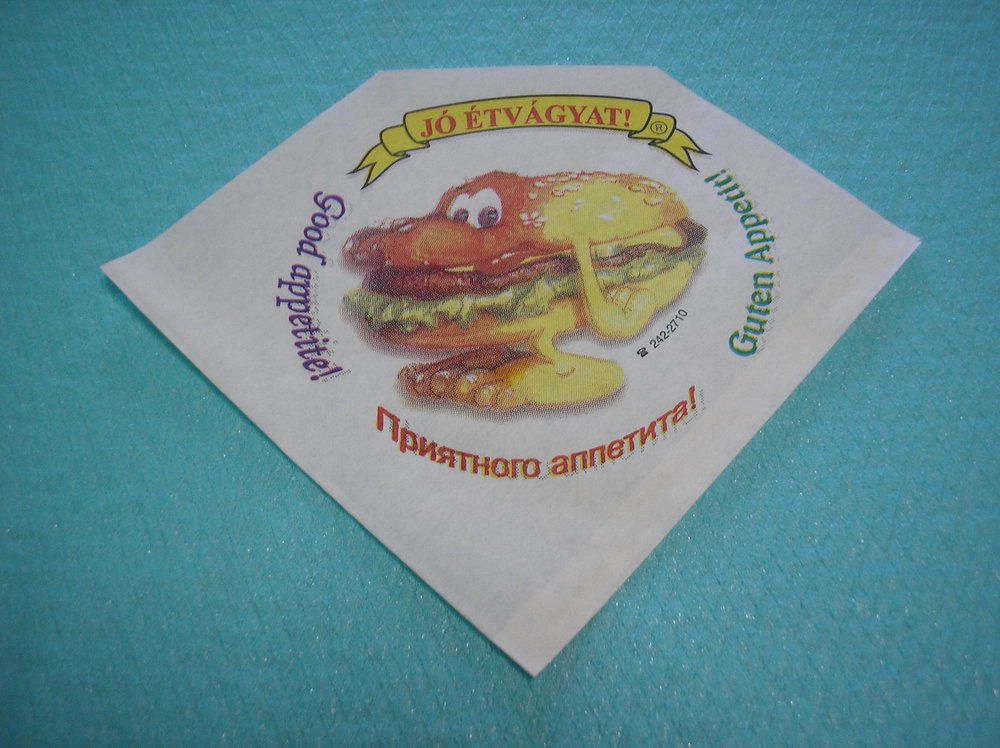 JÓ ÉTVÁGYAT! ®
Good appetite!
Guten Appetit!
☎ 242-2710
Приятного аппетита!